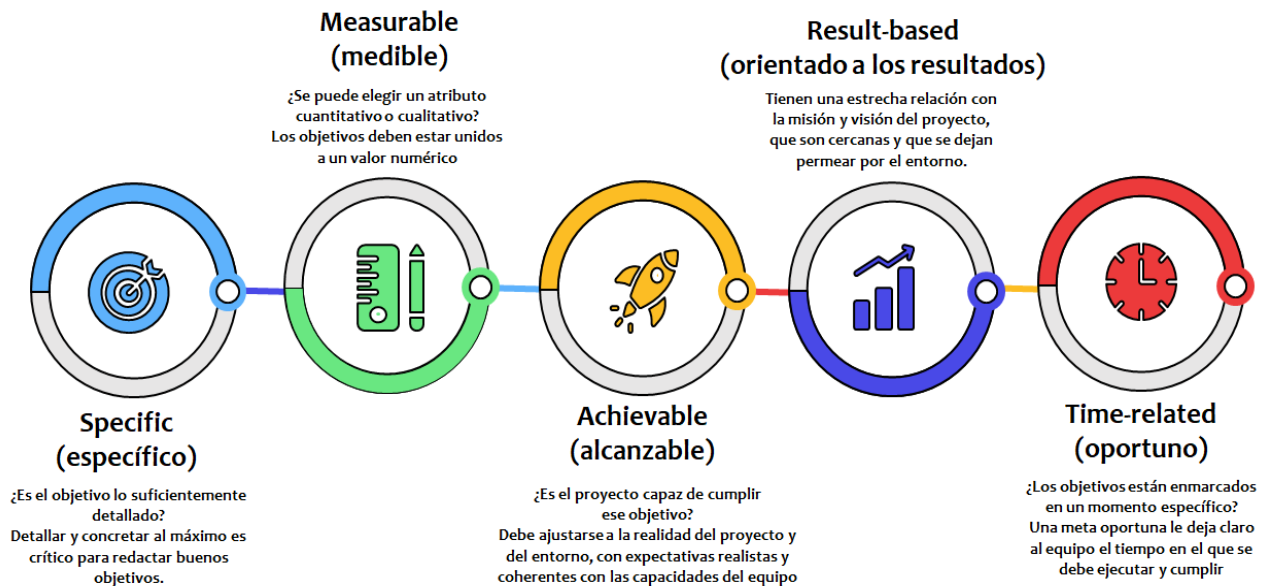 Specific
(específico)
¿Es el objetivo lo suficientemente
detallado?
Detallar y concretar al máximo es
crítico para redactar buenos
objetivos.
Measurable
(medible)
¿Se puede elegir un atributo
cuantitativo o cualitativo?
Los objetivos deben estar unidos
a un valor numérico
Achievable
(alcanzable)
¿Es el proyecto capaz de cumplir
ese objetivo?
Debe ajustarse a la realidad del proyecto y
del entorno, con expectativas realistas y
coherentes con las capacidades del equipo
Result-based
(orientado a los resultados)
Tienen una estrecha relación con
la misión y visión del proyecto,
que son cercanas y que se dejan
permear por el entorno.
Time-related
(oportuno)
¿Los objetivos están enmarcados
en un momento específico?
Una meta oportuna le deja claro
al equipo el tiempo en el que se
debe ejecutar y cumplir